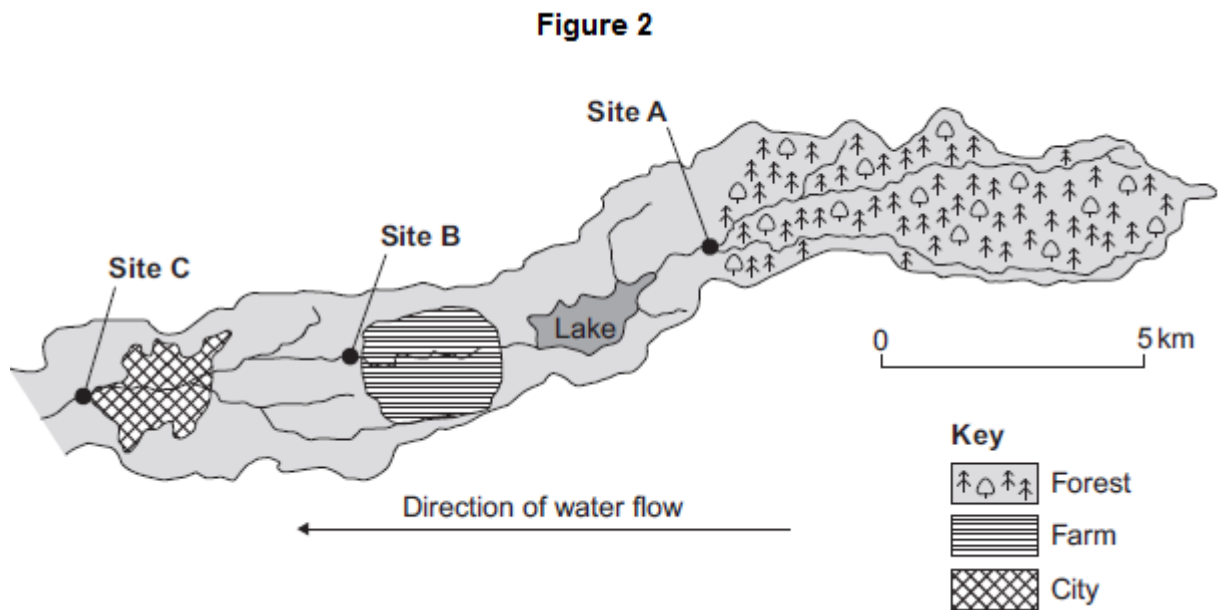 Figure 2
Site A
Site B
Site C
Lake
0 5 km
Direction of water flow
Key
Forest
Farm
City